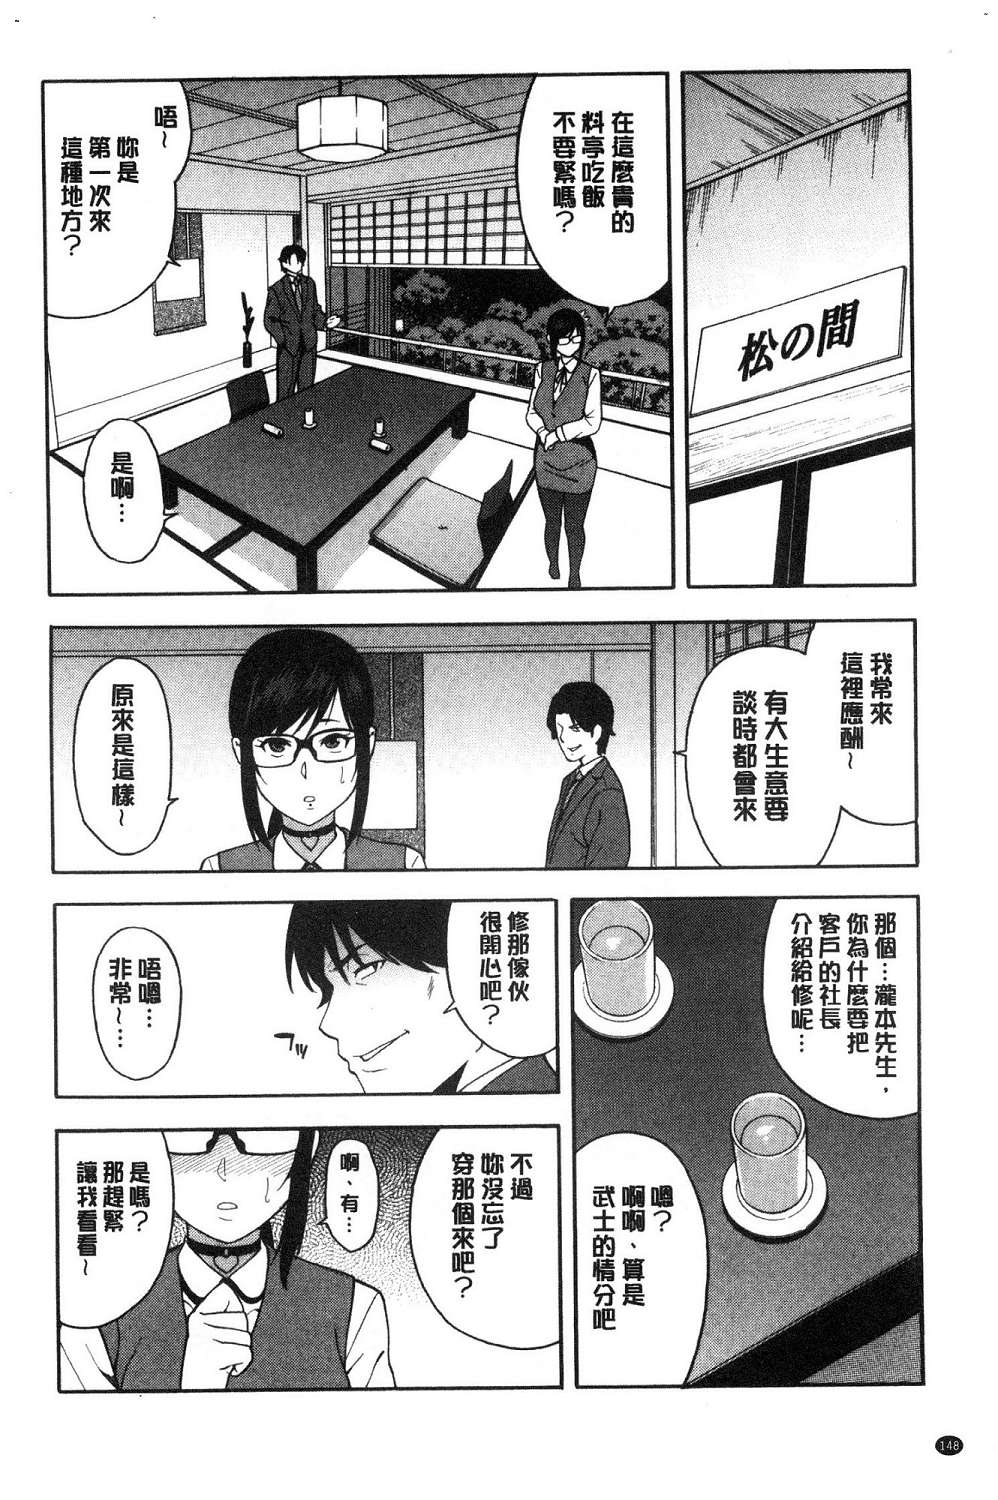 松の間
在這麼貴的
料亭吃飯
不要緊嗎?
唔~
妳是
第一次來
這種地方?
是啊…
我常來
這裡應酬~
有大生意要
談時都會來
原來是這樣~
那個…瀧本先生,
你為什麼要把
客戶的社長
介紹給修呢…
嗯?
啊啊、算是
武士的情分吧
修那傢伙
很開心吧?
唔嗯…
非常~…
フッ
不過
妳沒忘了
穿那個來吧?
啊、有…
是嗎?
那趕緊
讓我看看~
148